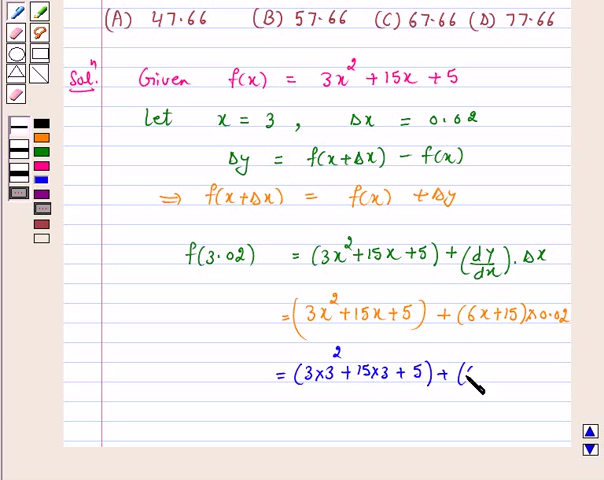 (A) 47.66 (B) 57.66 (C) 67.66 (D) 77.66
Solⁿ Given f(x) = 3x² + 15x + 5
Let x = 3 , Δx = 0.02
Δy = f(x+Δx) - f(x)
⇒ f(x+Δx) = f(x) + Δy
f(3.02) = (3x² + 15x + 5) + (dy/dx) . Δx
= (3x² + 15x + 5) + (6x + 15) × 0.02
= (3×3² + 15×3 + 5) + (